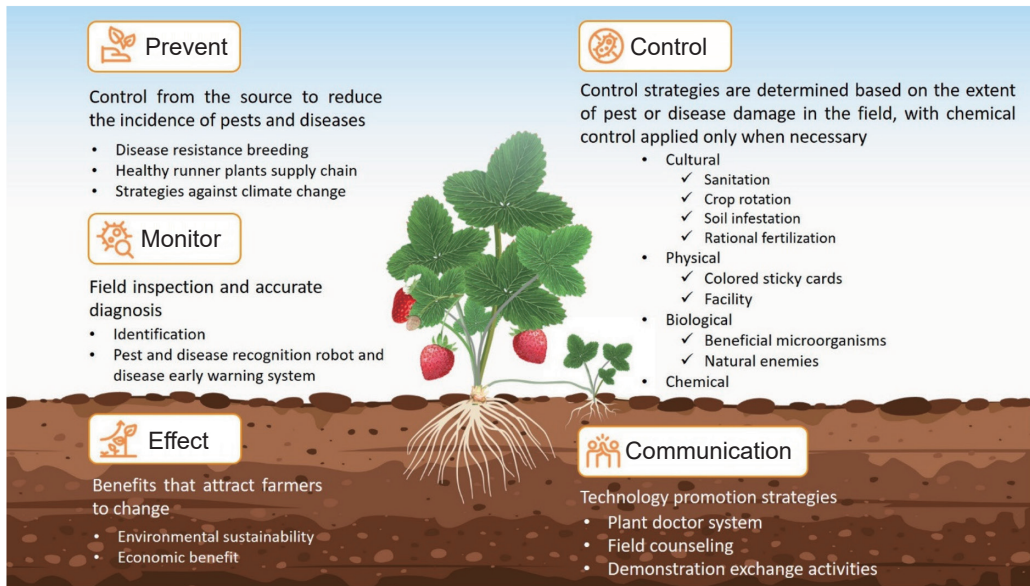 Prevent
Control from the source to reduce
the incidence of pests and diseases
• Disease resistance breeding
• Healthy runner plants supply chain
• Strategies against climate change
Monitor
Field inspection and accurate
diagnosis
• Identification
• Pest and disease recognition robot and
disease early warning system
Effect
Benefits that attract farmers
to change
• Environmental sustainability
• Economic benefit
Control
Control strategies are determined based on the extent
of pest or disease damage in the field, with chemical
control applied only when necessary
• Cultural
✓ Sanitation
✓ Crop rotation
✓ Soil infestation
✓ Rational fertilization
• Physical
✓ Colored sticky cards
✓ Facility
• Biological
✓ Beneficial microorganisms
✓ Natural enemies
• Chemical
Communication
Technology promotion strategies
• Plant doctor system
• Field counseling
• Demonstration exchange activities